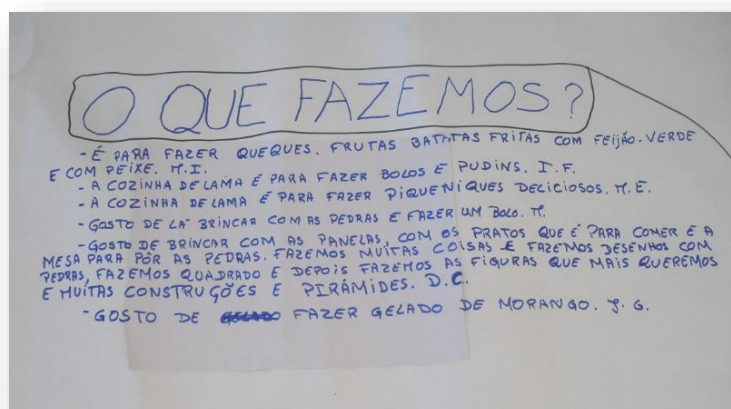 O QUE FAZEMOS?
- É PARA FAZER QUEQUES. FRUTAS BATATAS FRITAS COM FEIJÃO-VERDE
E COM PEIXE. M.I.
- A COZINHA DE LAMA É PARA FAZER BOLOS E PUDINS. I.F.
- A COZINHA DE LAMA É PARA FAZER PIQUENIQUES DELICIOSOS. M.E.
- GOSTO DE LÁ BRINCAR COM AS PEDRAS E FAZER UM BOLO. M.
- GOSTO DE BRINCAR COM AS PANELAS, COM OS PRATOS QUE É PARA COMER E A
MESA PARA PÔR AS PEDRAS. FAZEMOS MUITAS COISAS E FAZEMOS DESENHOS COM
PEDRAS, FAZEMOS QUADRADO E DEPOIS FAZEMOS AS FIGURAS QUE MAIS QUEREMOS
E MUITAS CONSTRUÇÕES E PIRÂMIDES. D.C.
- GOSTO DE FAZER GELADO DE MORANGO. J.G.